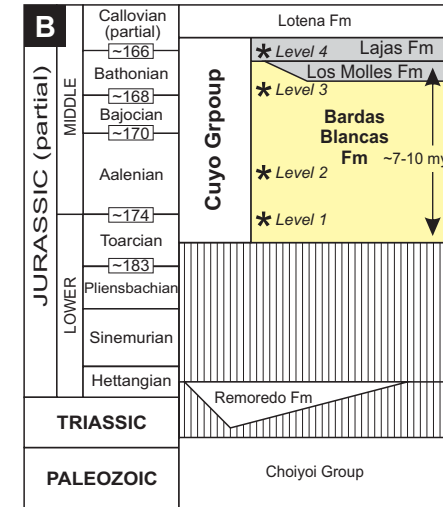 B
Callovian
(partial)
~166
Bathonian
~168
Bajocian
~170
Aalenian
~174
Toarcian
~183
Pliensbachian
Sinemurian
Hettangian
JURASSIC (partial)
MIDDLE
LOWER
TRIASSIC
PALEOZOIC
Lotena Fm
Cuyo Grpoup
* Level 4 Lajas Fm
Los Molles Fm
* Level 3
Bardas
Blancas
Fm ~7-10 my
* Level 2
* Level 1
Remoredo Fm
Choiyoi Group